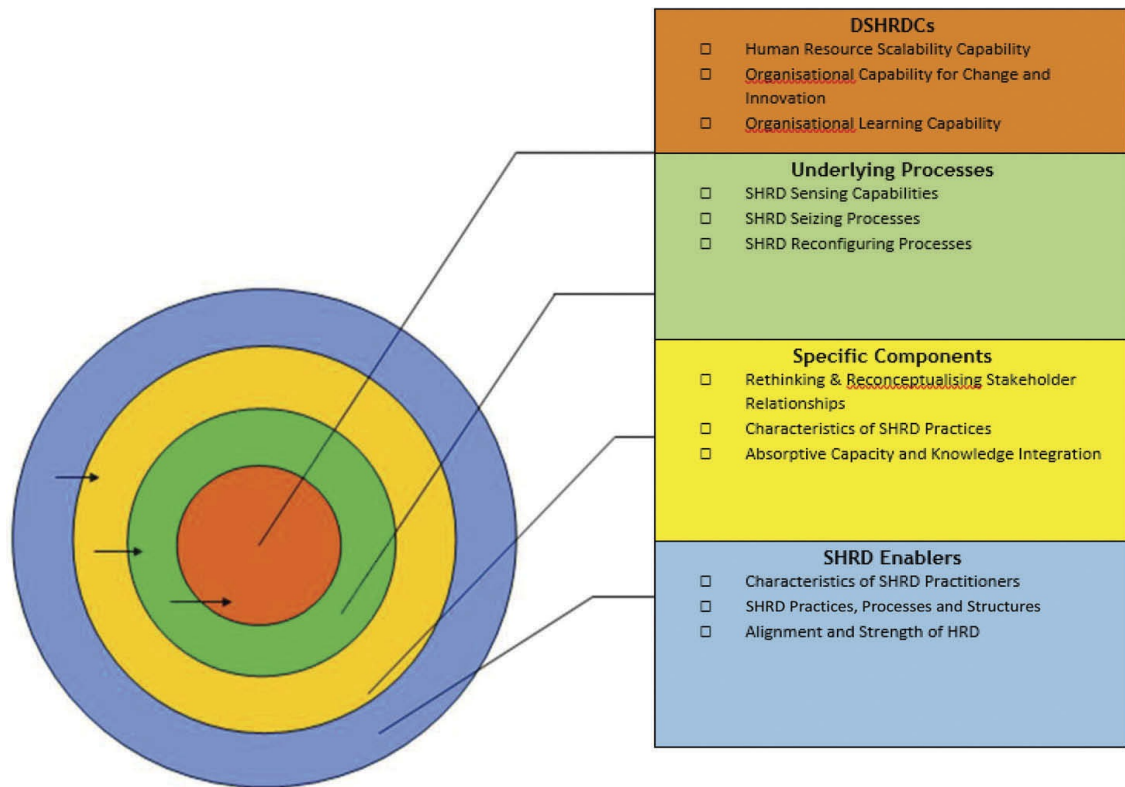 DSHRDCs
□ Human Resource Scalability Capability
□ Organisational Capability for Change and
Innovation
□ Organisational Learning Capability
Underlying Processes
□ SHRD Sensing Capabilities
□ SHRD Seizing Processes
□ SHRD Reconfiguring Processes
Specific Components
□ Rethinking & Reconceptualising Stakeholder
Relationships
□ Characteristics of SHRD Practices
□ Absorptive Capacity and Knowledge Integration
SHRD Enablers
□ Characteristics of SHRD Practitioners
□ SHRD Practices, Processes and Structures
□ Alignment and Strength of HRD